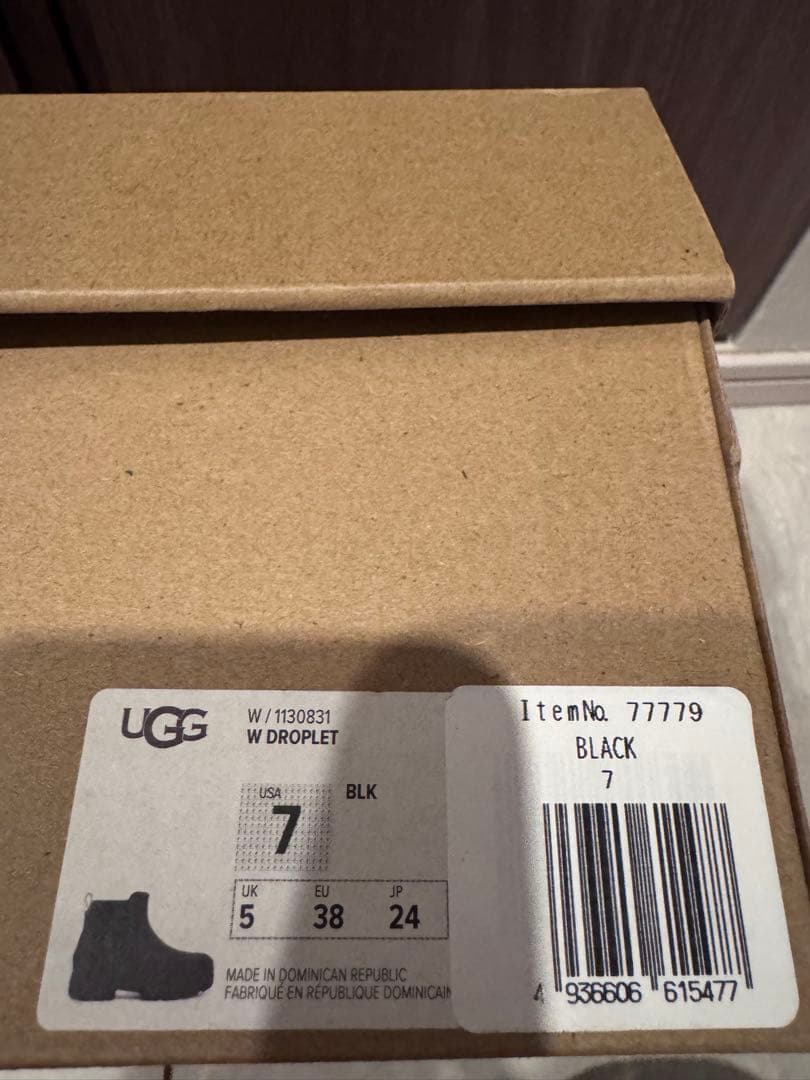 UGG
W / 1130831
W DROPLET
USA
7
BLK
UK EU JP
5 38 24
MADE IN DOMINICAN REPUBLIC
FABRIQUÉ EN RÉPUBLIQUE DOMINICAIN
ItemNo. 77779
BLACK
7
4 936606 615477